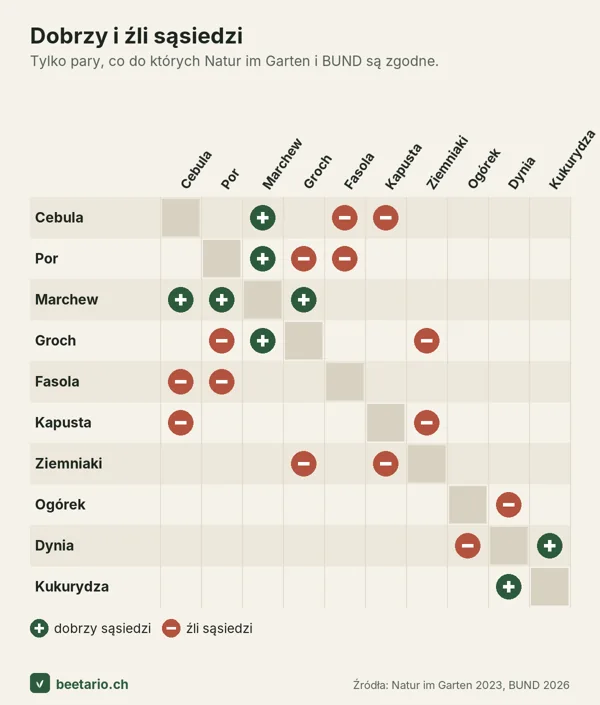 Dobrzy i źli sąsiedzi
Tylko pary, co do których Natur im Garten i BUND są zgodne.
Cebula
Por
Marchew
Groch
Fasola
Kapusta
Ziemniaki
Ogórek
Dynia
Kukurydza
Cebula
Por
Marchew
Groch
Fasola
Kapusta
Ziemniaki
Ogórek
Dynia
Kukurydza
dobrzy sąsiedzi źli sąsiedzi
beetario.ch
Źródła: Natur im Garten 2023, BUND 2026